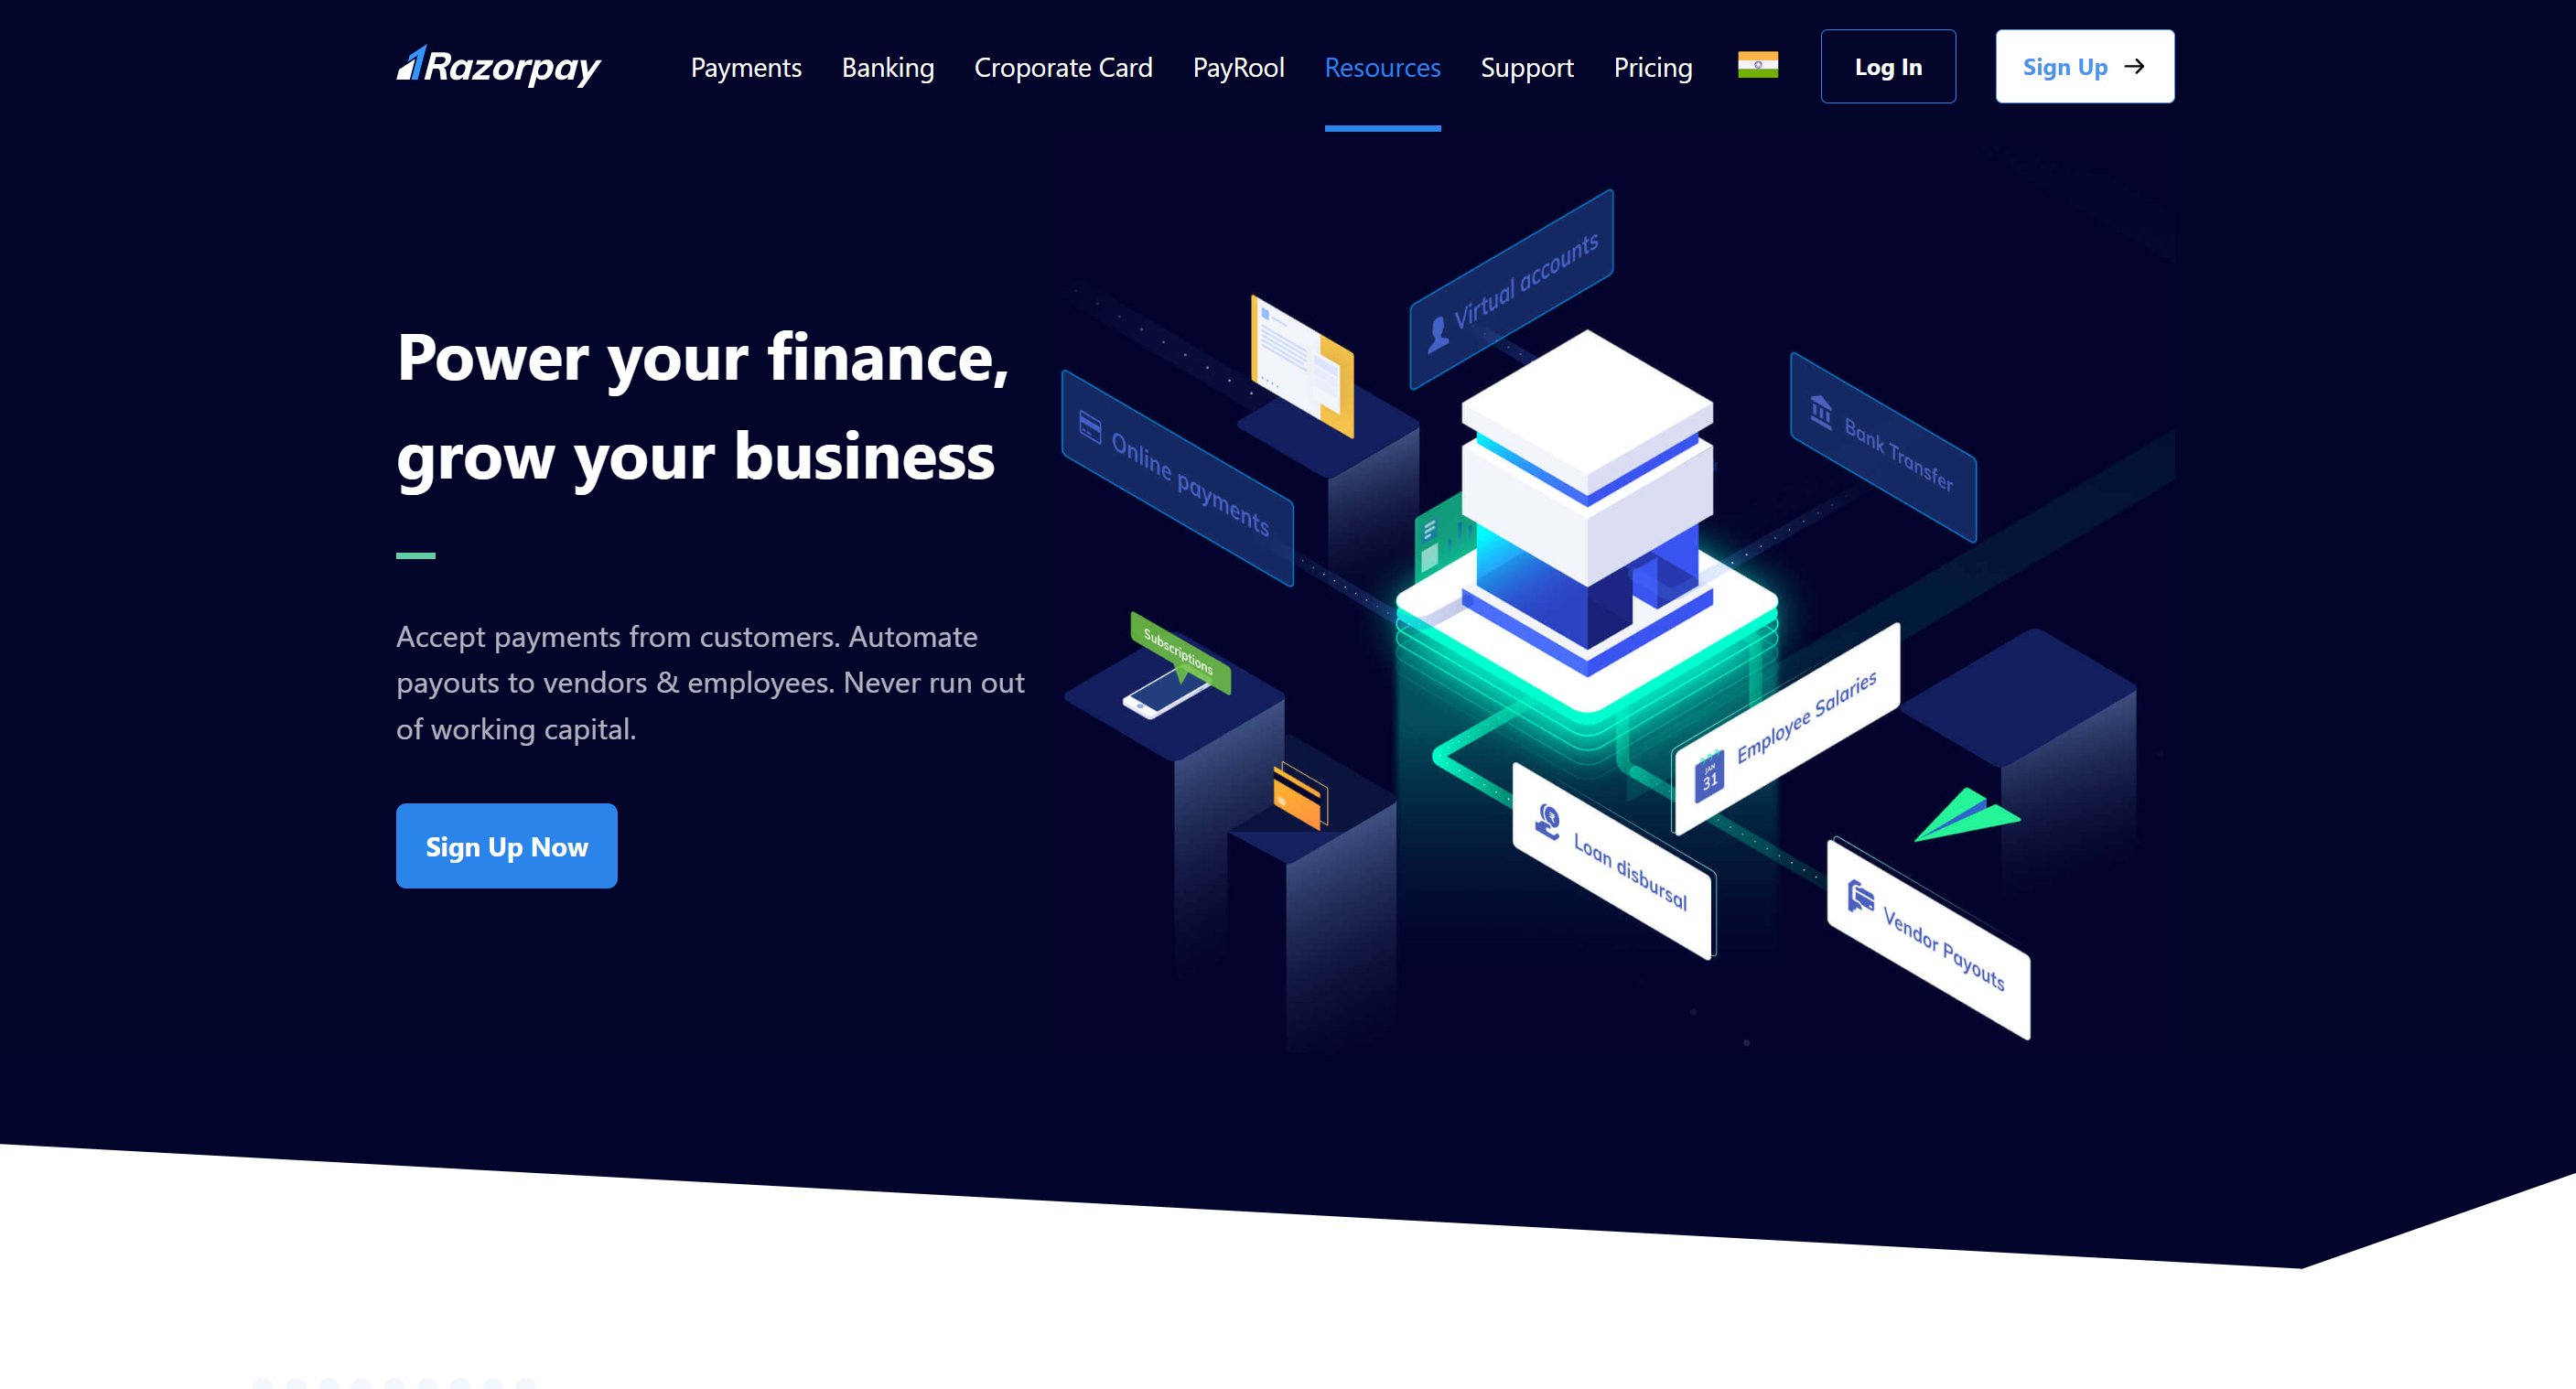 Razorpay
Payments
Banking
Croporate Card
PayRool
Resources
Support
Pricing
Log In
Sign Up
Power your finance,
grow your business
Accept payments from customers. Automate
payouts to vendors & employees. Never run out
of working capital.
Sign Up Now
Virtual accounts
Bank Transfer
Online payments
Subscriptions
JAN
31
Employee Salaries
Loan disbursal
Vendor Payouts